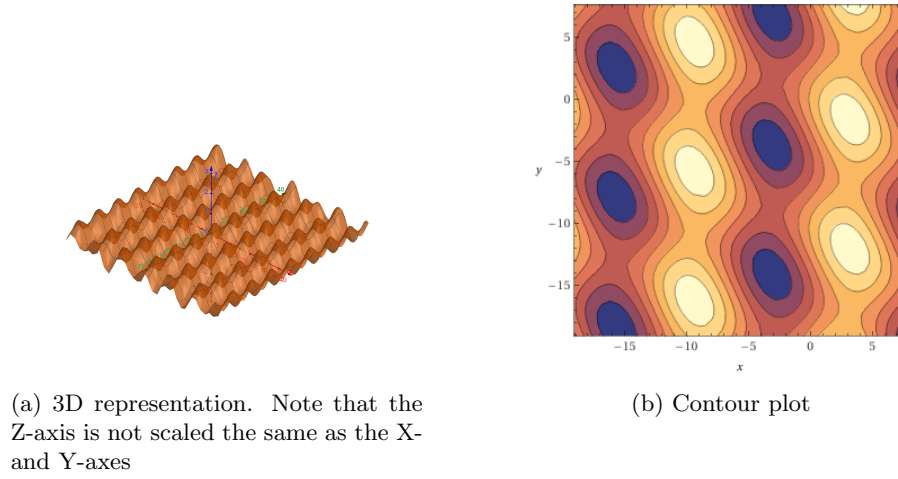 40
5
0
−5
−10
−15
y
−15
−10
−5
0
5
x
(a) 3D representation. Note that the
Z-axis is not scaled the same as the X-
and Y-axes
(b) Contour plot